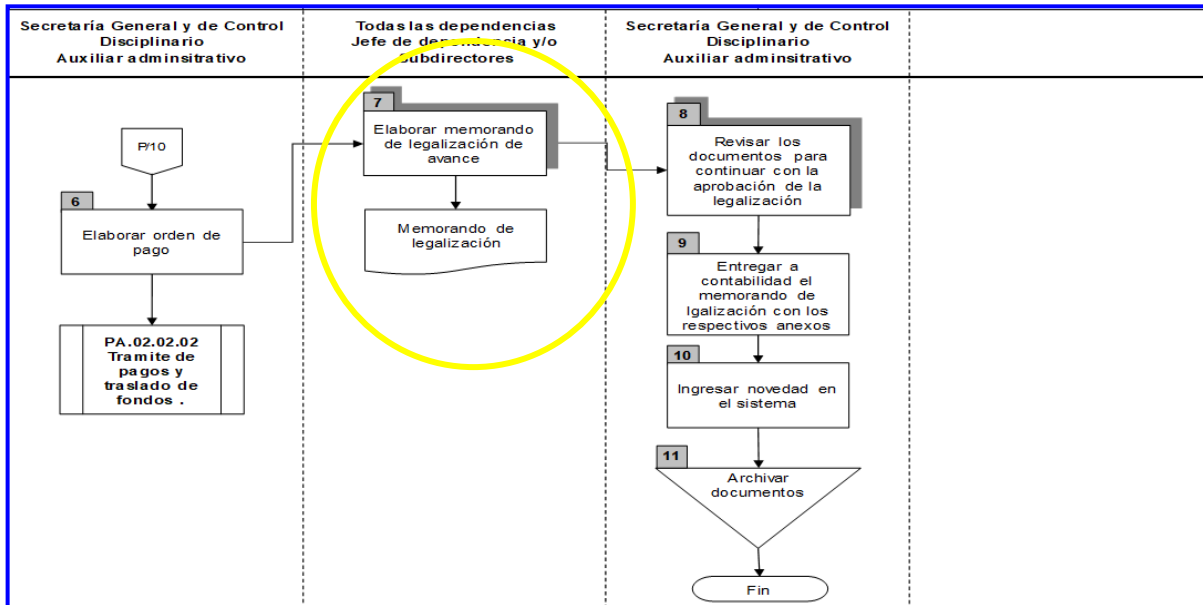 Secretaría General y de Control
Disciplinario
Auxiliar adminsitrativo
Todas las dependencias
Jefe de dependencia y/o
Subdirectores
Secretaría General y de Control
Disciplinario
Auxiliar adminsitrativo
P/10
6
Elaborar orden de
pago
PA.02.02.02
Tramite de
pagos y
traslado de
fondos .
7
Elaborar memorando
de legalización de
avance
Memorando de
legalización
8
Revisar los
documentos para
continuar con la
aprobación de la
legalización
9
Entregar a
contabilidad el
memorando de
lgalización con los
respectivos anexos
10
Ingresar novedad en
el sistema
11
Archivar
documentos
Fin